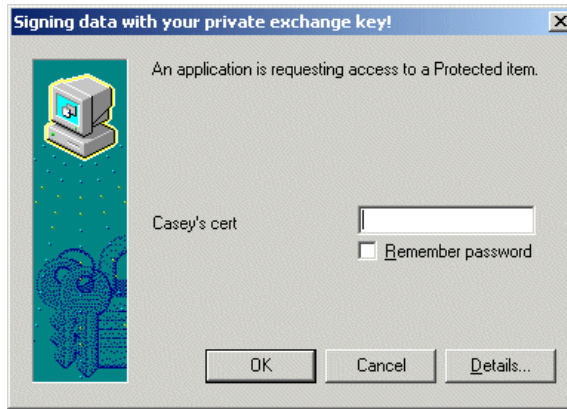 Signing data with your private exchange key!
An application is requesting access to a Protected item.
Casey's cert
Remember password
OK Cancel Details...